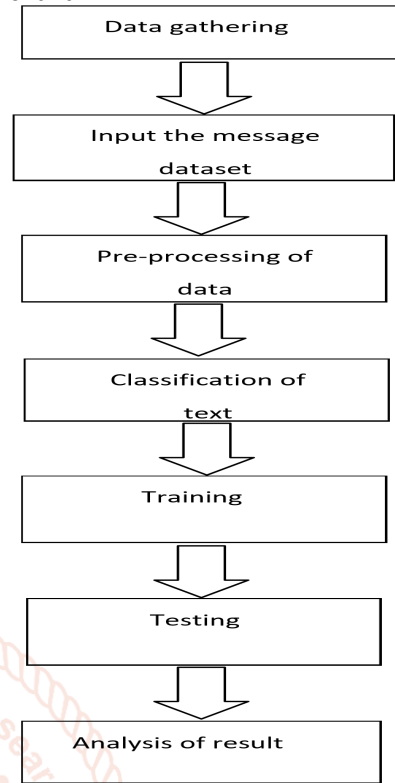 Data gathering
Input the message
dataset
Pre-processing of
data
Classification of
text
Training
Testing
Analysis of result